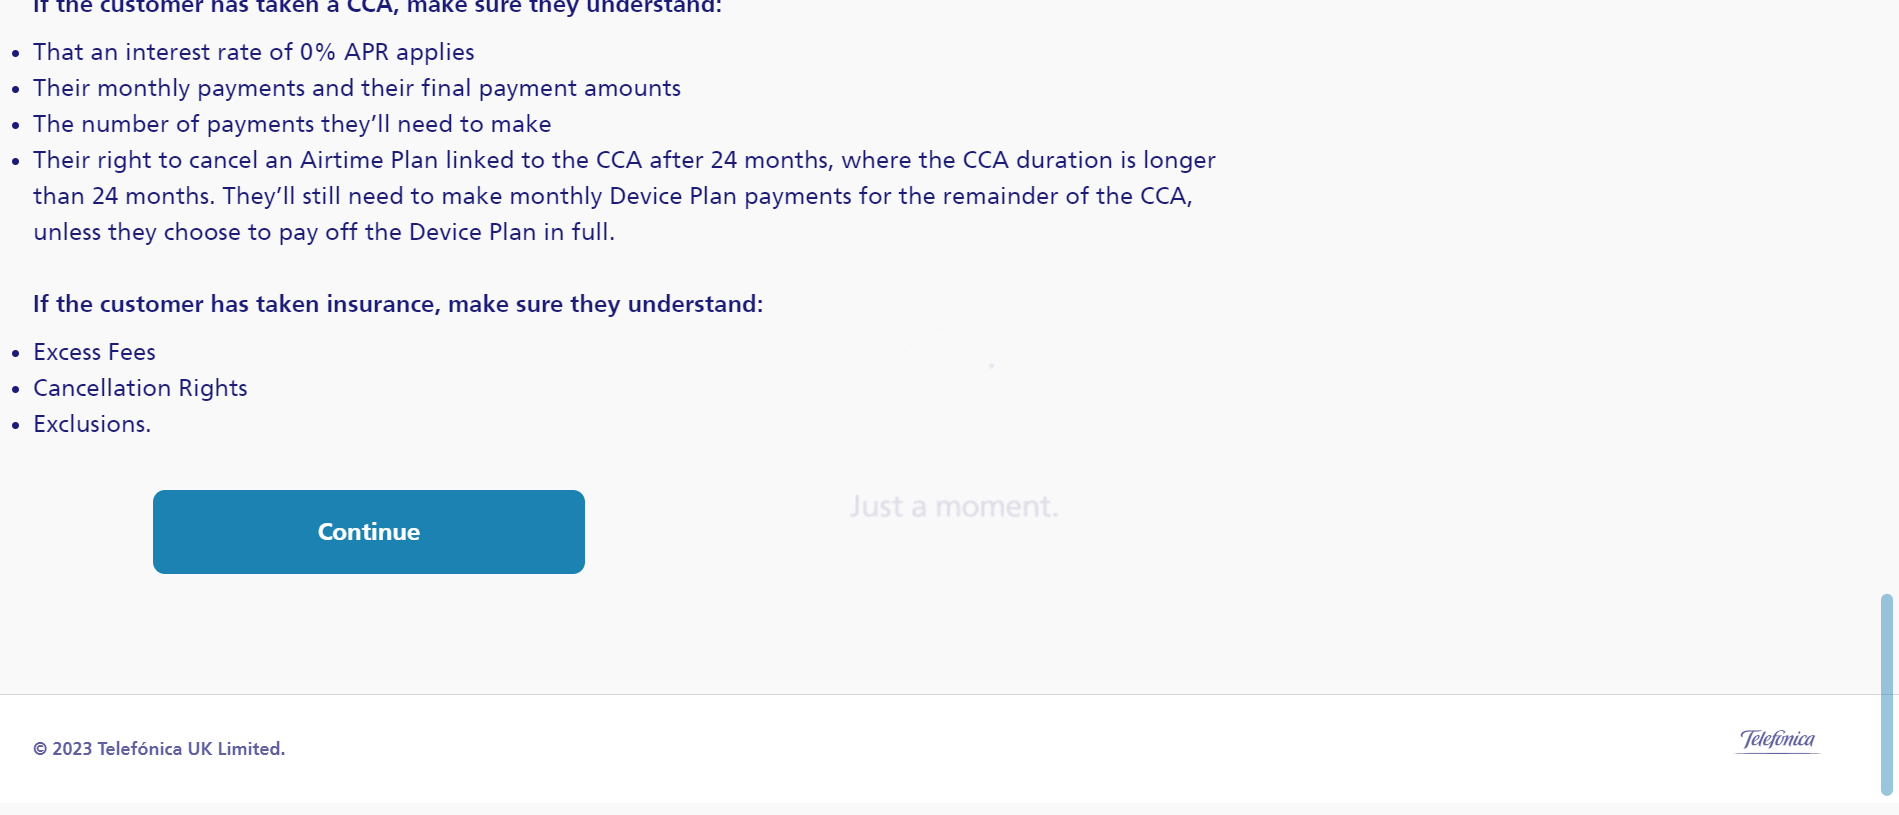 If the customer has taken a CCA, make sure they understand:
• That an interest rate of 0% APR applies
• Their monthly payments and their final payment amounts
• The number of payments they’ll need to make
• Their right to cancel an Airtime Plan linked to the CCA after 24 months, where the CCA duration is longer
than 24 months. They’ll still need to make monthly Device Plan payments for the remainder of the CCA,
unless they choose to pay off the Device Plan in full.
If the customer has taken insurance, make sure they understand:
• Excess Fees
• Cancellation Rights
• Exclusions.
Just a moment.
Continue
© 2023 Telefónica UK Limited.
Telefónica